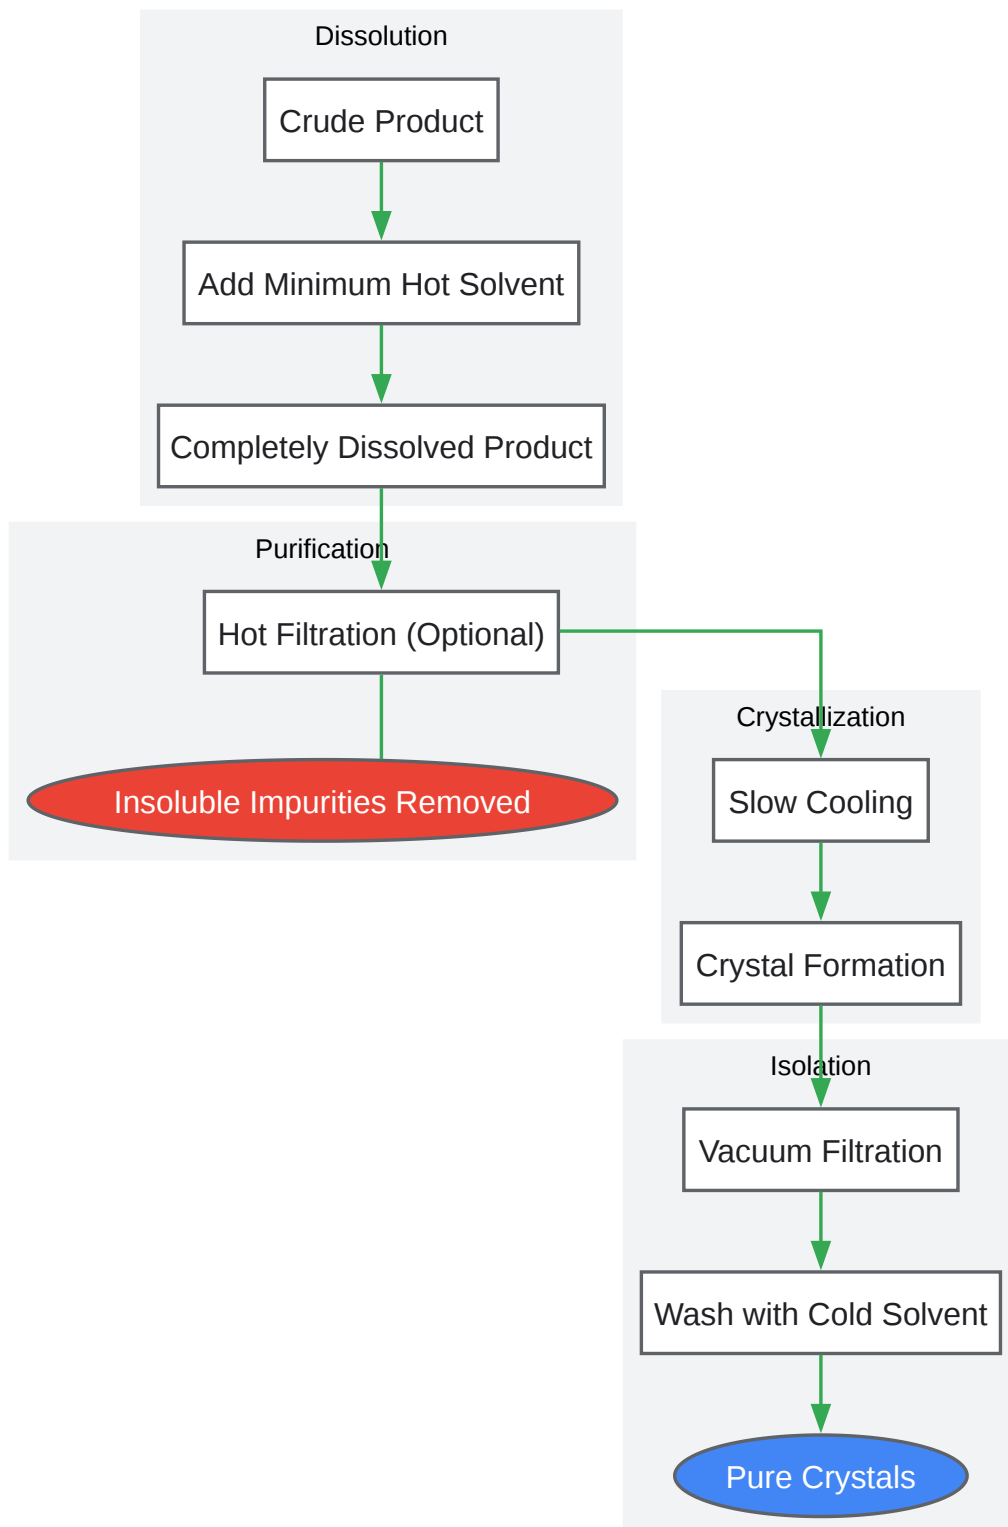 Dissolution
Crude Product
Add Minimum Hot Solvent
Completely Dissolved Product
Purification
Hot Filtration (Optional)
Insoluble Impurities Removed
Crystallization
Slow Cooling
Crystal Formation
Isolation
Vacuum Filtration
Wash with Cold Solvent
Pure Crystals